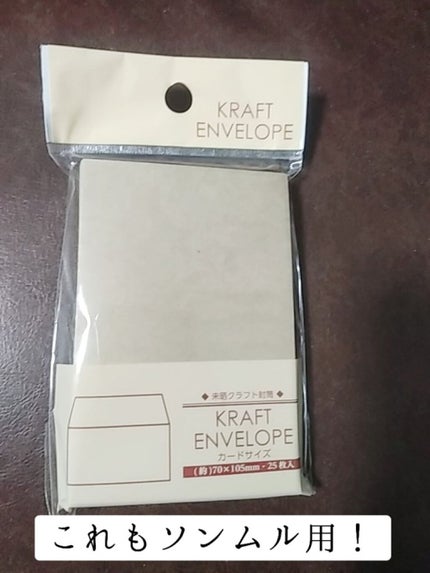 KRAFT
ENVELOPE
◆未晒クラフト封筒◆
KRAFT
ENVELOPE
カードサイズ
(約)70×105mm・25枚入
これもソンムル用！